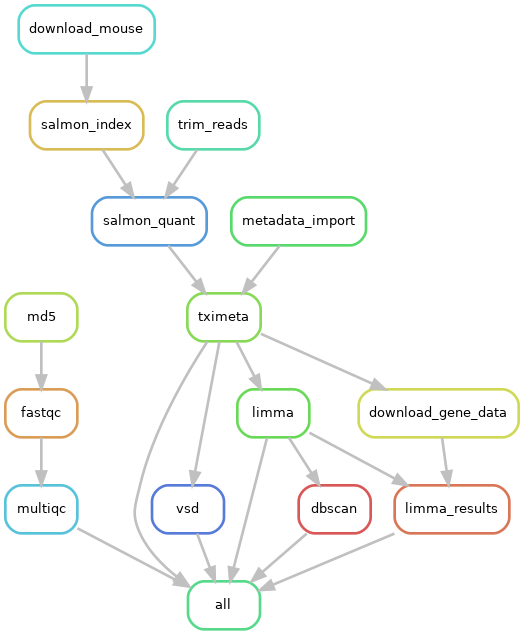 download_mouse
salmon_index
trim_reads
salmon_quant
metadata_import
md5
tximeta
fastqc
limma
download_gene_data
multiqc
vsd
dbscan
limma_results
all